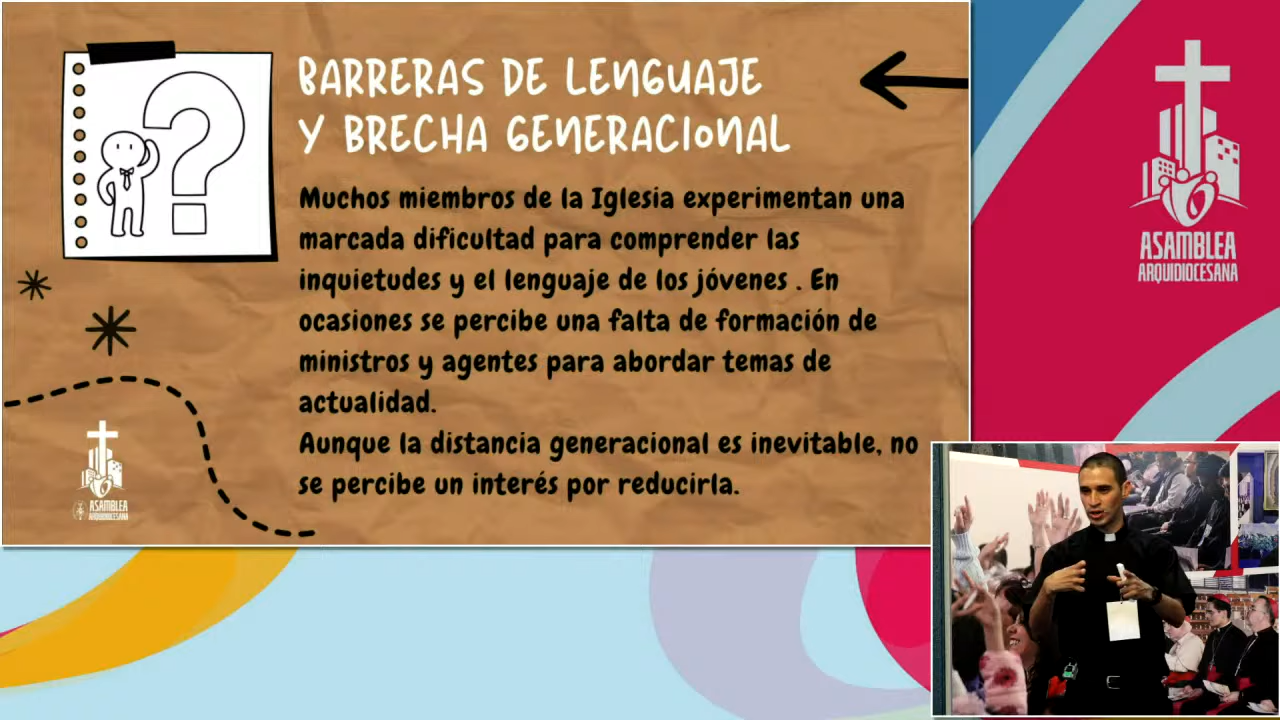 BARRERAS DE LENGUAJE
Y BRECHA GENERACIONAL
Muchos miembros de la Iglesia experimentan una
marcada dificultad para comprender las
inquietudes y el lenguaje de los jóvenes . En
ocasiones se percibe una falta de formación de
ministros y agentes para abordar temas de
actualidad.
Aunque la distancia generacional es inevitable, no
se percibe un interés por reducirla.
ASAMBLEA
ARQUIDIOCESANA
ASAMBLEA
ARQUIDIOCESANA